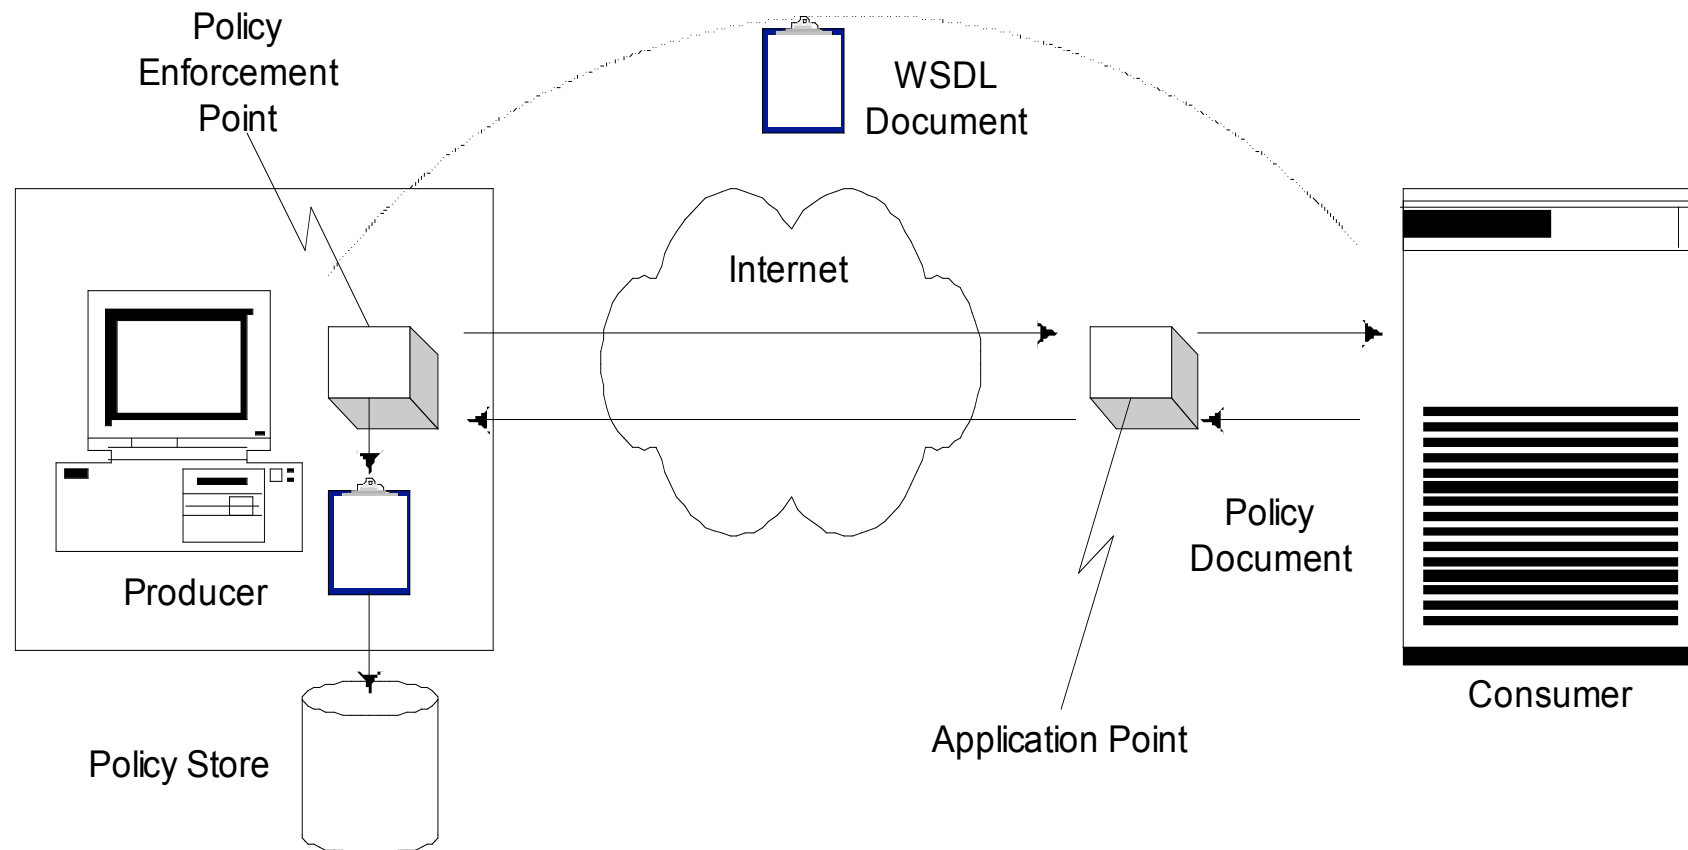 Policy
Enforcement
Point
WSDL
Document
Internet
Policy
Document
Producer
Consumer
Application Point
Policy Store